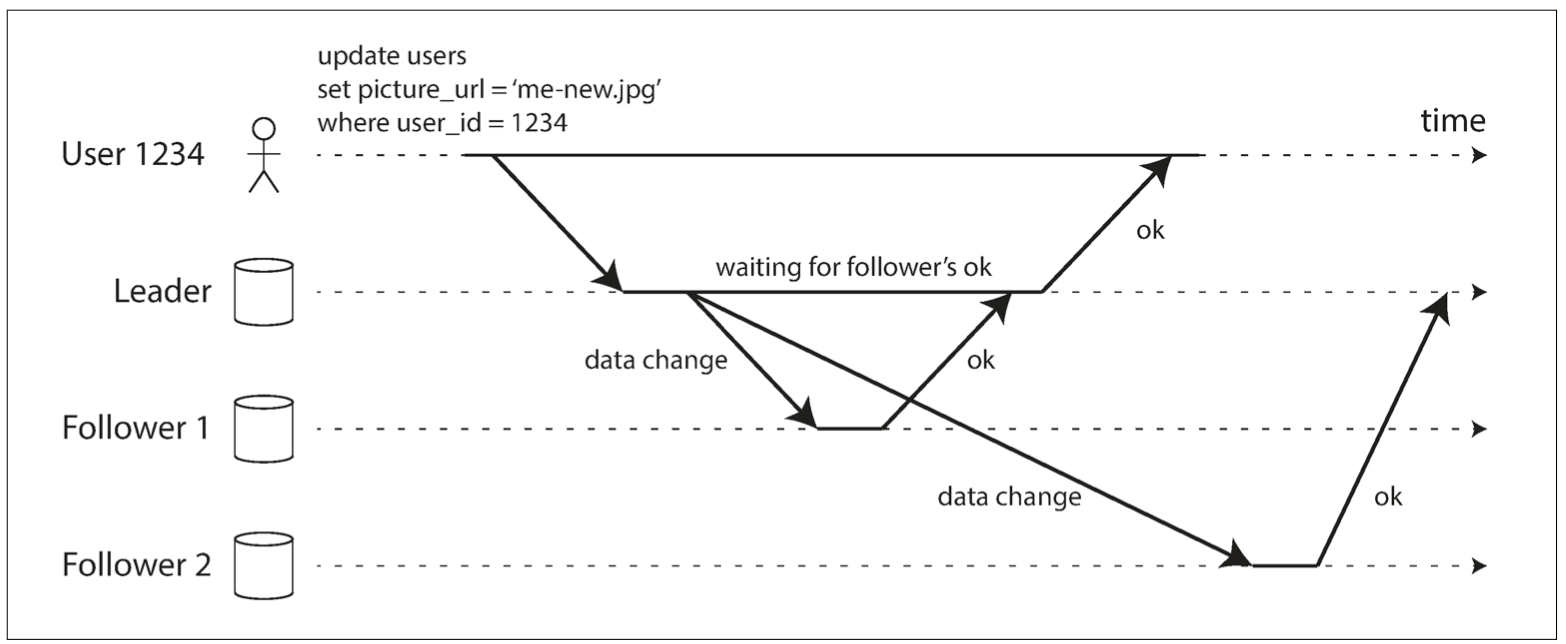 update users
set picture_url = ‘me-new.jpg’
where user_id = 1234
time
User 1234
ok
waiting for follower’s ok
Leader
data change
ok
Follower 1
data change
ok
Follower 2